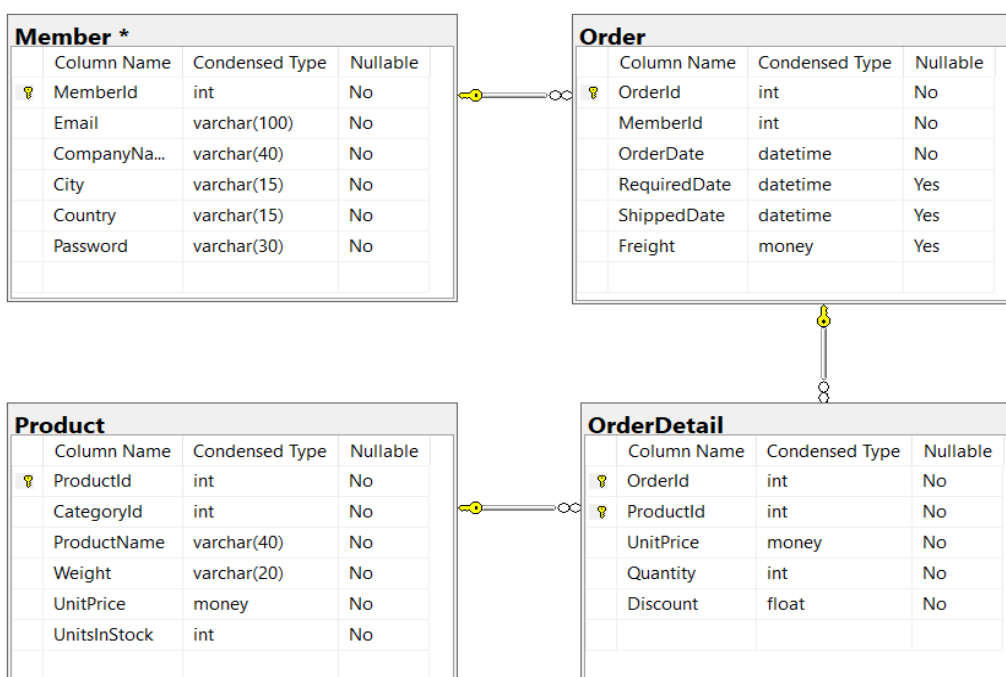 Member *
Column Name Condensed Type Nullable
MemberId int No
Email varchar(100) No
CompanyNa... varchar(40) No
City varchar(15) No
Country varchar(15) No
Password varchar(30) No
Order
Column Name Condensed Type Nullable
OrderId int No
MemberId int No
OrderDate datetime No
RequiredDate datetime Yes
ShippedDate datetime Yes
Freight money Yes
Product
Column Name Condensed Type Nullable
ProductId int No
CategoryId int No
ProductName varchar(40) No
Weight varchar(20) No
UnitPrice money No
UnitsInStock int No
OrderDetail
Column Name Condensed Type Nullable
OrderId int No
ProductId int No
UnitPrice money No
Quantity int No
Discount float No